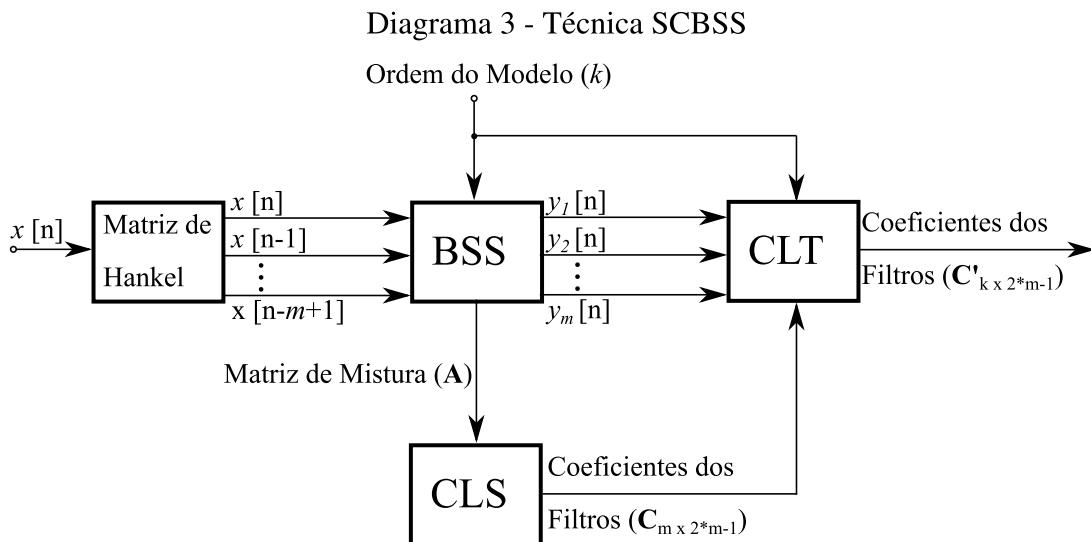 Diagrama 3 - Técnica SCBSS
Ordem do Modelo (k)
x [n]
Matriz de
Hankel
x [n]
x [n-1]
x [n-m+1]
BSS
y1 [n]
y2 [n]
ym [n]
CLT
Coeficientes dos
Filtros (C'k x 2*m-1)
Matriz de Mistura (A)
CLS
Coeficientes dos
Filtros (Cm x 2*m-1)